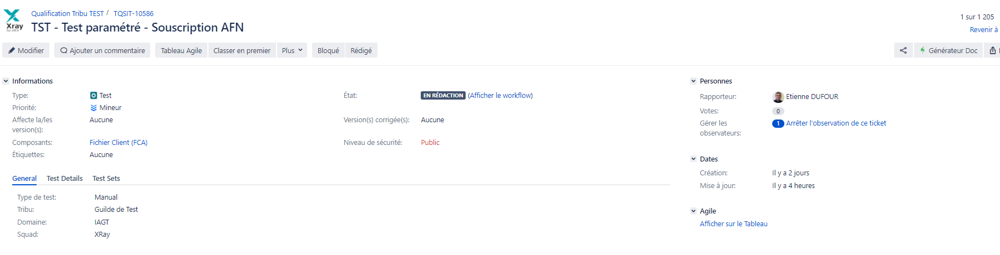 Xray
for JIRA
Qualification Tribu TEST / TQSIT-10586
TST - Test paramétré - Souscription AFN
1 sur 1 205
Revenir à
Modifier
Ajouter un commentaire
Tableau Agile
Classer en premier
Plus
Bloqué
Rédigé
Générateur Doc
Informations
Type: Test
État: EN RÉDACTION (Afficher le workflow)
Priorité: Mineur
Affecte la/les version(s): Aucune
Version(s) corrigée(s): Aucune
Composants: Fichier Client (FCA)
Niveau de sécurité: Public
Étiquettes: Aucune
General Test Details Test Sets
Type de test: Manual
Tribu: Guilde de Test
Domaine: IAGT
Squad: XRay
Personnes
Rapporteur: Etienne DUFOUR
Votes: 0
Gérer les observateurs: 1 Arrêter l'observation de ce ticket
Dates
Création: Il y a 2 jours
Mise à jour: Il y a 4 heures
Agile
Afficher sur le Tableau